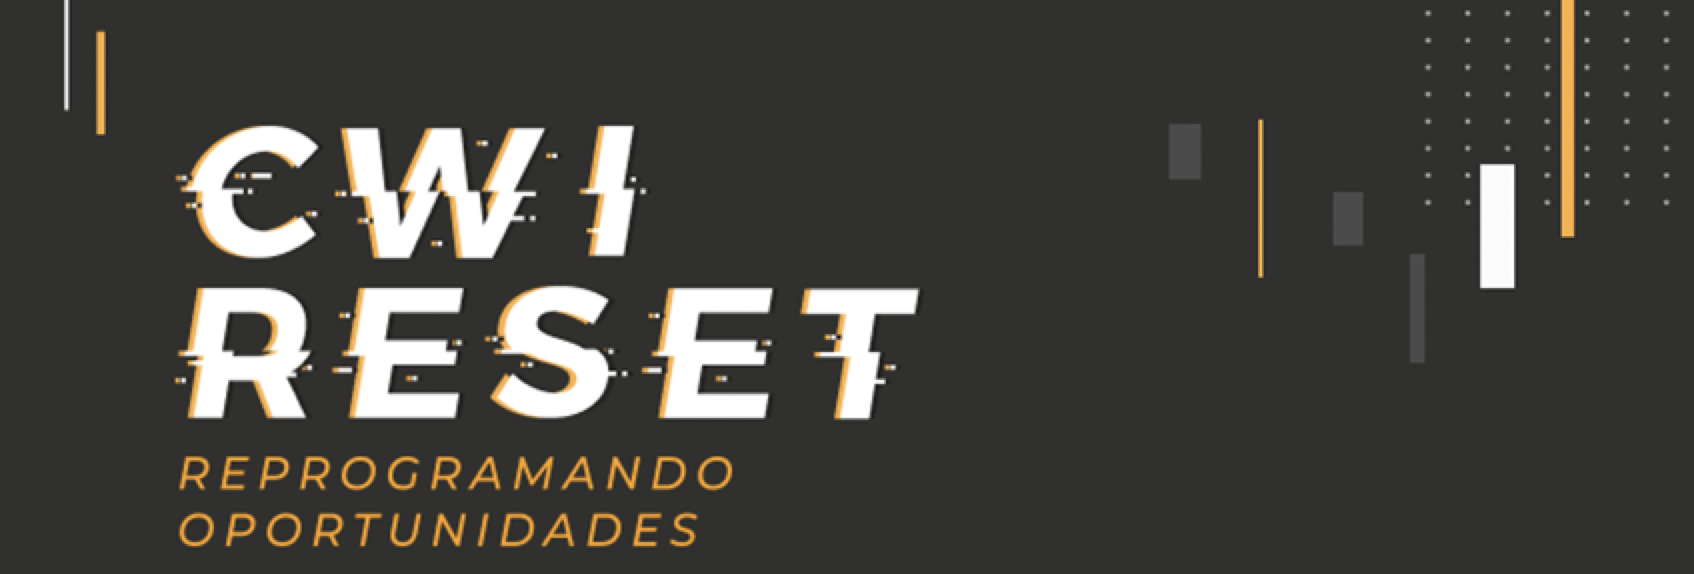 CWI
RESET
REPROGRAMANDO
OPORTUNIDADES